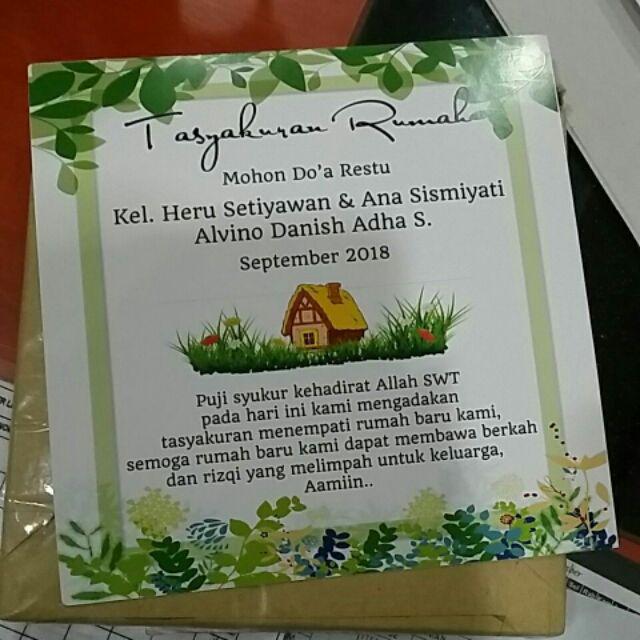 Tasyakuran Rumah
Mohon Do'a Restu
Kel. Heru Setiyawan & Ana Sismiyati
Alvino Danish Adha S.
September 2018
Puji syukur kehadirat Allah SWT
pada hari ini kami mengadakan
tasyakuran menempati rumah baru kami,
semoga rumah baru kami dapat membawa berkah
dan rizqi yang melimpah untuk keluarga,
Aamiin..